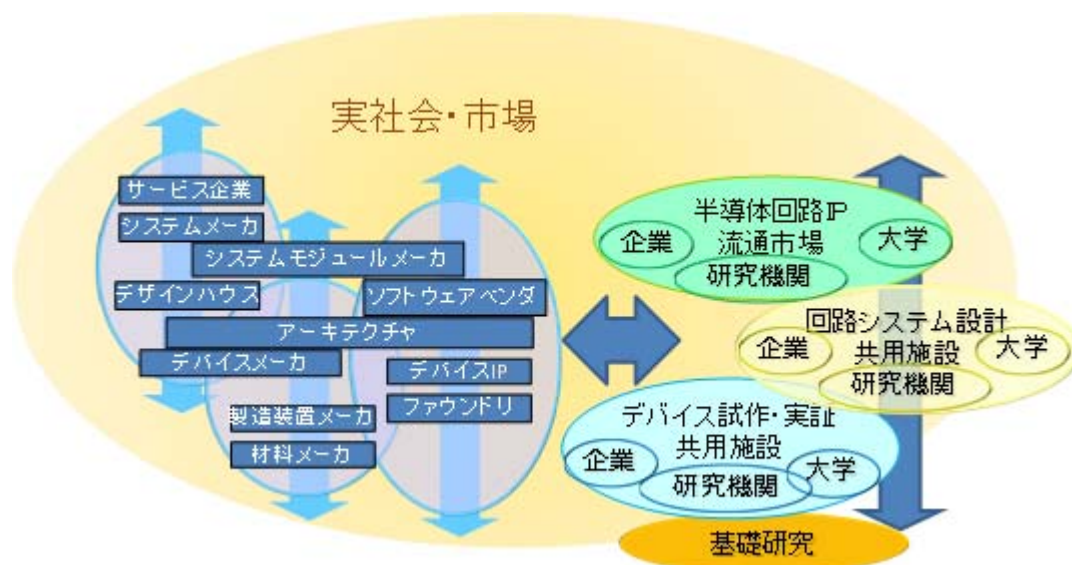 実社会・市場
サービス企業
システムメーカ
システムモジュールメーカ
デザインハウス
ソフトウェアベンダ
アーキテクチャ
デバイスメーカ
デバイスIP
製造装置メーカ
ファウンドリ
材料メーカ
半導体回路IP
流通市場
企業
大学
研究機関
回路システム設計
共用施設
企業
大学
研究機関
デバイス試作・実証
共用施設
企業
大学
研究機関
基礎研究